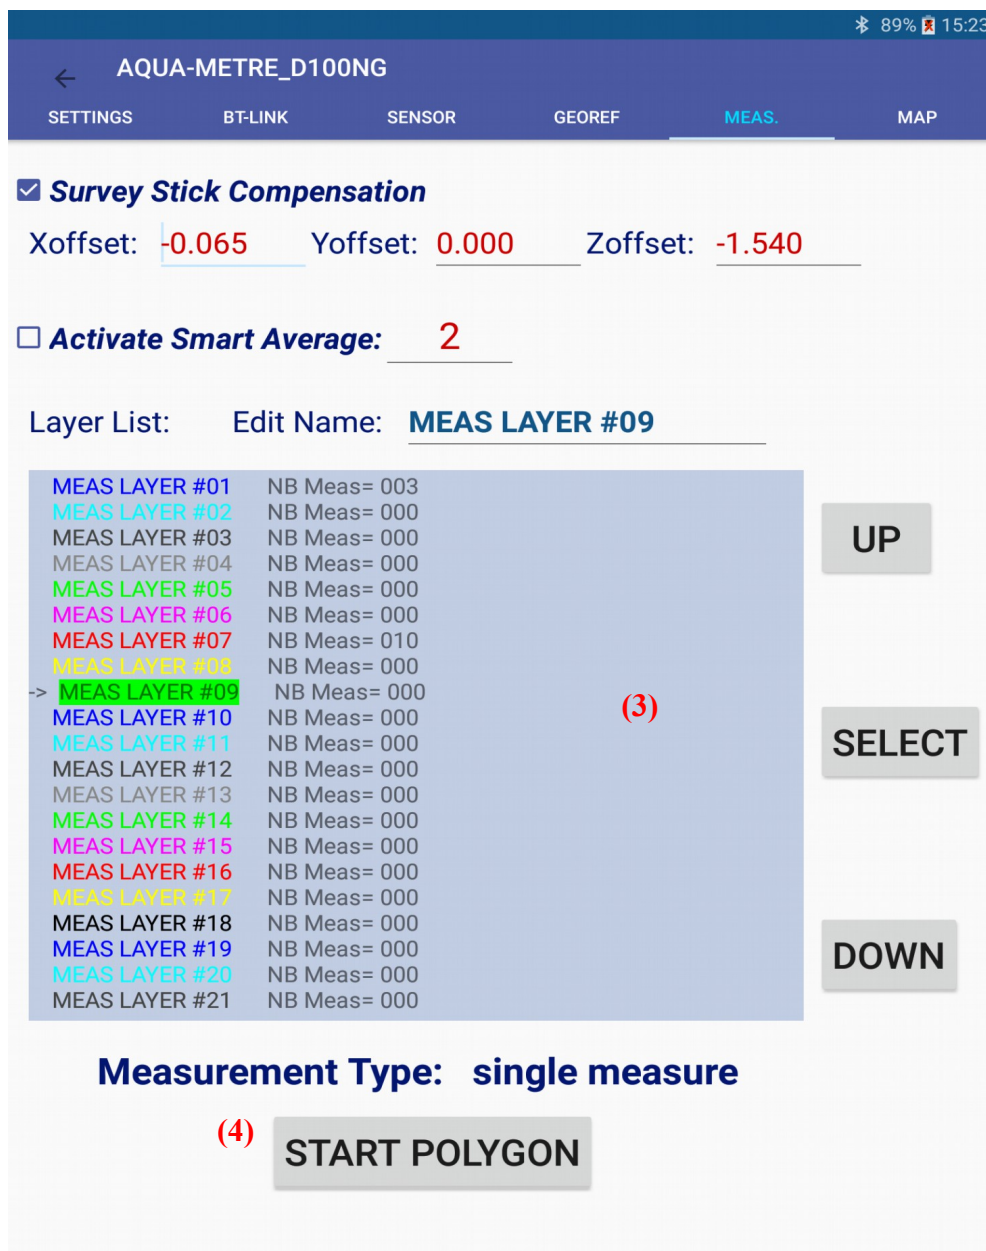 89% 15:23
AQUA-METRE_D100NG
SETTINGS BT-LINK SENSOR GEOREF MEAS. MAP
Survey Stick Compensation
Xoffset: -0.065 Yoffset: 0.000 Zoffset: -1.540
Activate Smart Average: 2
Layer List: Edit Name: MEAS LAYER #09
MEAS LAYER #01 NB Meas= 003
MEAS LAYER #02 NB Meas= 000
MEAS LAYER #03 NB Meas= 000
UP
MEAS LAYER #04 NB Meas= 000
MEAS LAYER #05 NB Meas= 000
MEAS LAYER #06 NB Meas= 000
MEAS LAYER #07 NB Meas= 010
MEAS LAYER #08 NB Meas= 000
-> MEAS LAYER #09 NB Meas= 000
(3)
MEAS LAYER #10 NB Meas= 000
MEAS LAYER #11 NB Meas= 000
SELECT
MEAS LAYER #12 NB Meas= 000
MEAS LAYER #13 NB Meas= 000
MEAS LAYER #14 NB Meas= 000
MEAS LAYER #15 NB Meas= 000
MEAS LAYER #16 NB Meas= 000
MEAS LAYER #17 NB Meas= 000
MEAS LAYER #18 NB Meas= 000
MEAS LAYER #19 NB Meas= 000
DOWN
MEAS LAYER #20 NB Meas= 000
MEAS LAYER #21 NB Meas= 000
Measurement Type: single measure
(4)
START POLYGON